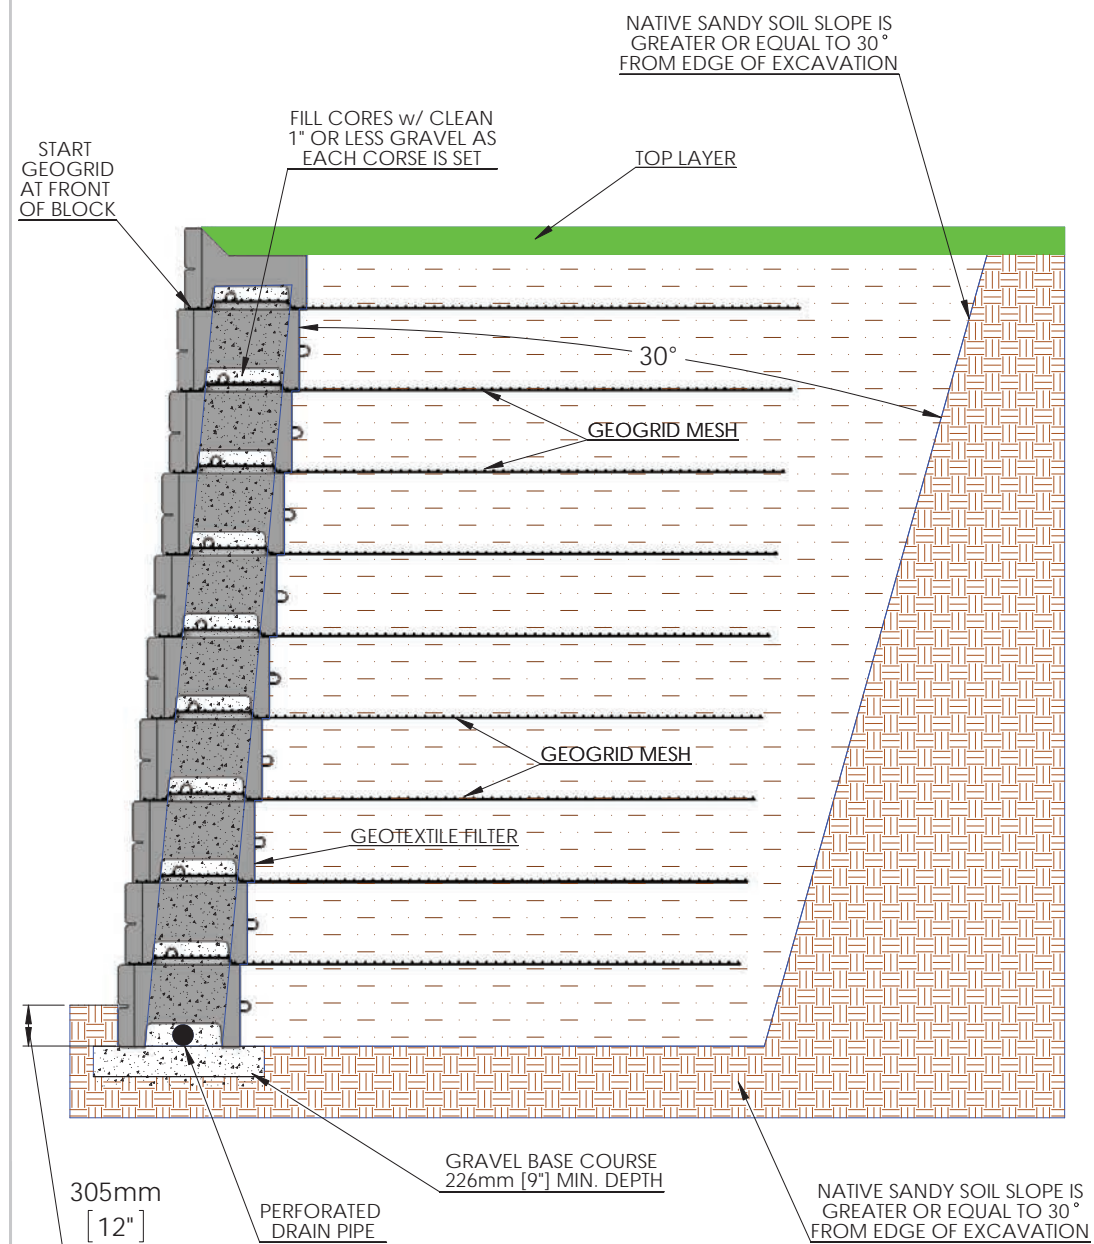 NATIVE SANDY SOIL SLOPE IS
GREATER OR EQUAL TO 30°
FROM EDGE OF EXCAVATION
FILL CORES w/ CLEAN
1" OR LESS GRAVEL AS
EACH CORSE IS SET
START
GEOGRID
AT FRONT
OF BLOCK
TOP LAYER
30°
GEOGRID MESH
GEOGRID MESH
GEOTEXTILE FILTER
GRAVEL BASE COURSE
226mm [9"] MIN. DEPTH
305mm
[12"]
PERFORATED
DRAIN PIPE
NATIVE SANDY SOIL SLOPE IS
GREATER OR EQUAL TO 30°
FROM EDGE OF EXCAVATION